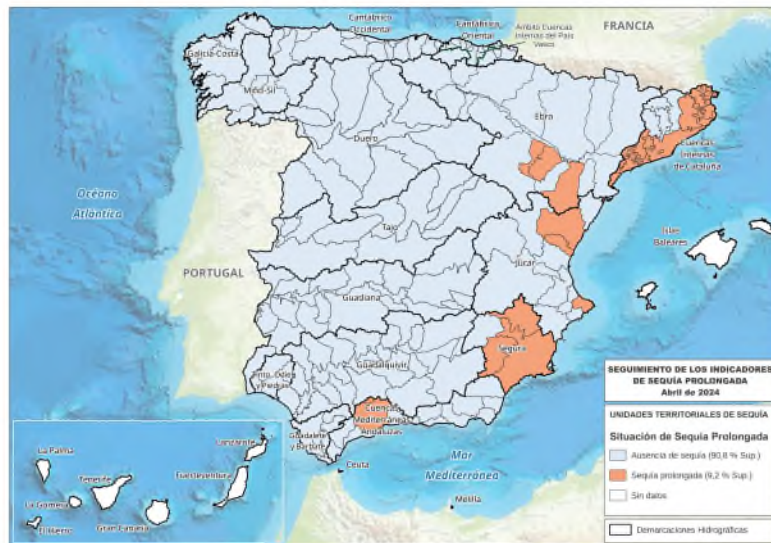 Cantábrico
Occidental
Cantábrico
Oriental
Ámbito Cuencas
Internas del País
Vasco
FRANCIA
Galicia-Costa
Miño-Sil
Ebro
Duero
Cuencas
Internas
de Cataluña
Océano
Atlántico
Tajo
Islas
Baleares
PORTUGAL
Júcar
Guadiana
Segura
Guadalquivir
Tinto, Odiel
y Piedras
Cuencas
Mediterráneas
Andaluzas
Guadalete
y Barbate
Mar
Mediterráneo
Ceuta
Melilla
La Palma
Lanzarote
Tenerife
Fuerteventura
La Gomera
El Hierro
Gran Canaria
SEGUIMIENTO DE LOS INDICADORES
DE SEQUÍA PROLONGADA
Abril de 2024
UNIDADES TERRITORIALES DE SEQUÍA
Situación de Sequía Prolongada
Ausencia de sequía (90,8 % Sup.)
Sequía prolongada (9,2 % Sup.)
Sin datos
Demarcaciones Hidrográficas